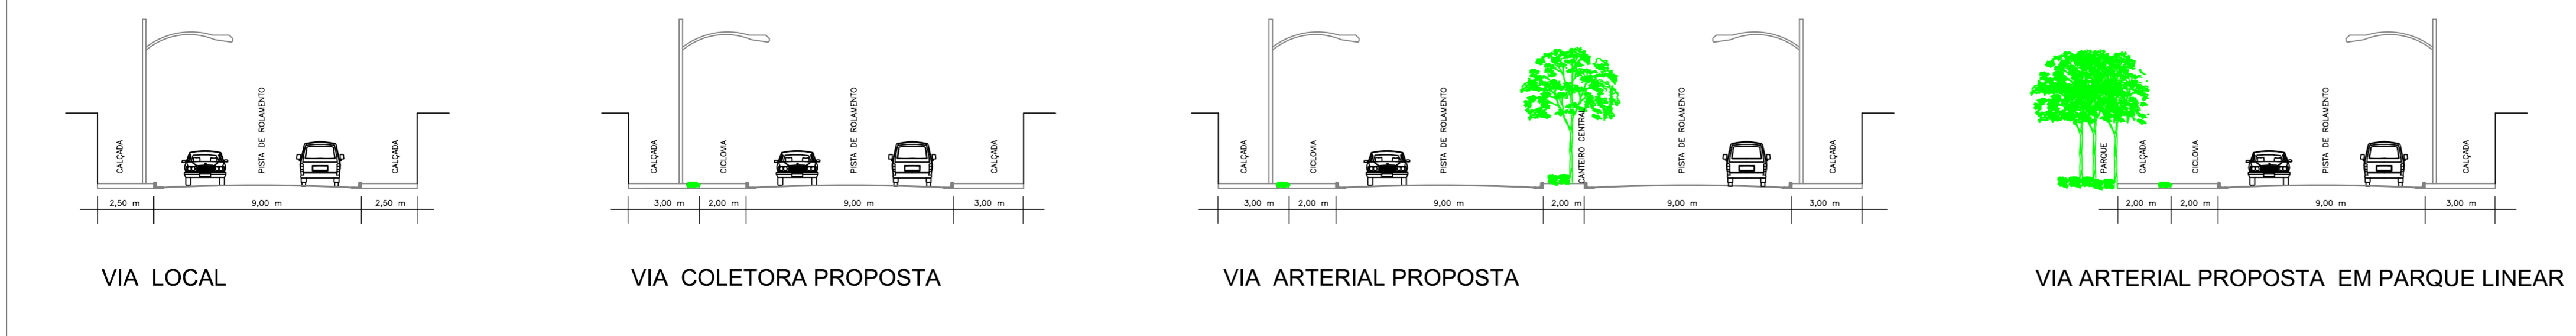 CALÇADA
PISTA DE ROLAMENTO
CALÇADA
2,50 m
9,00 m
2,50 m
VIA LOCAL
CALÇADA
CICLOVIA
PISTA DE ROLAMENTO
CALÇADA
3,00 m
2,00 m
9,00 m
3,00 m
VIA COLETORA PROPOSTA
CALÇADA
CICLOVIA
PISTA DE ROLAMENTO
CANTEIRO CENTRAL
PISTA DE ROLAMENTO
CALÇADA
3,00 m
2,00 m
9,00 m
2,00 m
9,00 m
3,00 m
VIA ARTERIAL PROPOSTA
PARQUE
CALÇADA
CICLOVIA
PISTA DE ROLAMENTO
CALÇADA
2,00 m
2,00 m
9,00 m
3,00 m
VIA ARTERIAL PROPOSTA EM PARQUE LINEAR